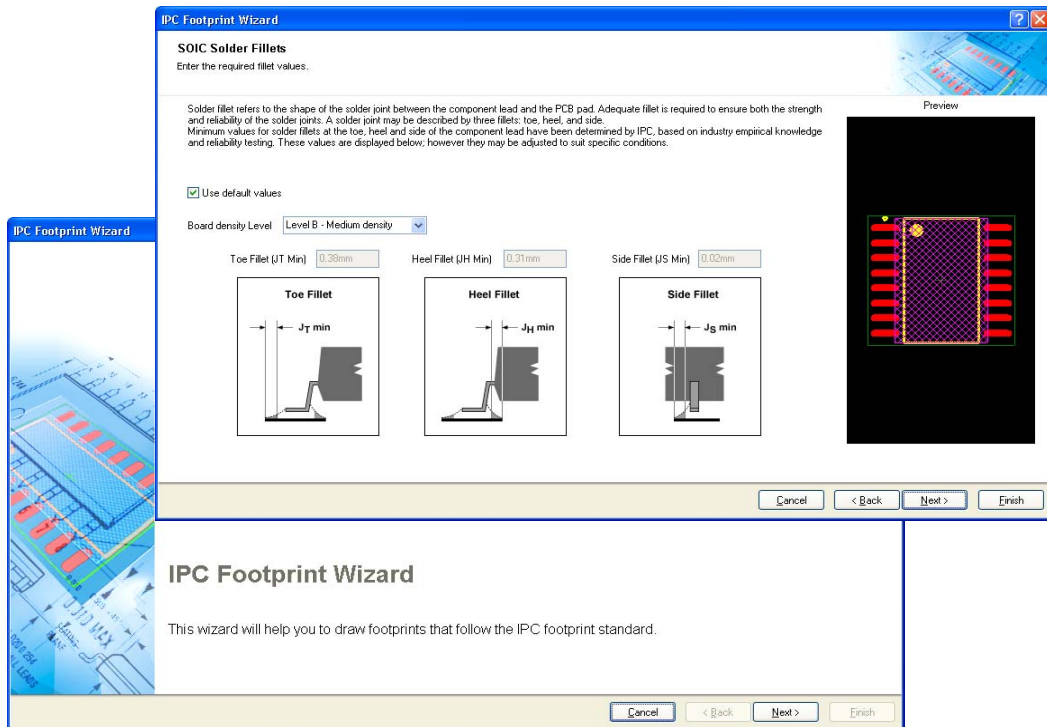 IPC Footprint Wizard
SOIC Solder Fillets
Enter the required fillet values.
Solder fillet refers to the shape of the solder joint between the component lead and the PCB pad. Adequate fillet is required to ensure both the strength
and reliability of the solder joints. A solder joint may be described by three fillets: toe, heel, and side.
Minimum values for solder fillets at the toe, heel and side of the component lead have been determined by IPC, based on industry empirical knowledge
and reliability testing. These values are displayed below; however they may be adjusted to suit specific conditions.
Preview
Use default values
Board density Level Level B - Medium density
Toe Fillet (JT Min) 0.38mm Heel Fillet (JH Min) 0.31mm Side Fillet (JS Min) 0.02mm
Toe Fillet Heel Fillet Side Fillet
JT min JH min JS min
Cancel < Back Next > Finish
IPC Footprint Wizard
IPC Footprint Wizard
This wizard will help you to draw footprints that follow the IPC footprint standard.
Cancel < Back Next > Finish